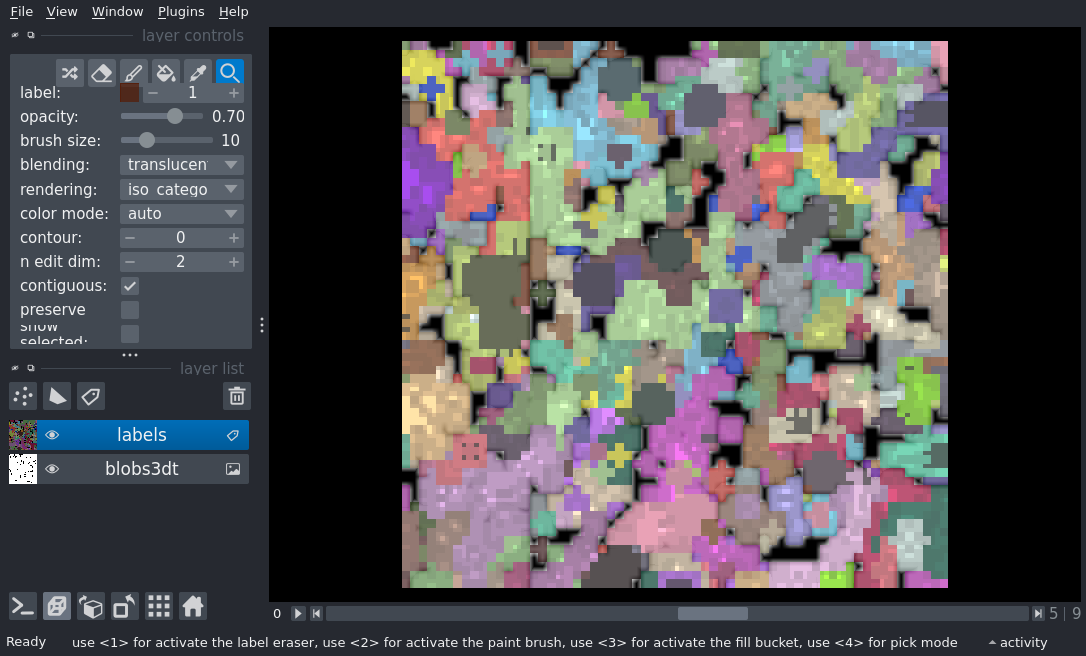 File View Window Plugins Help
layer controls
label: 1
opacity: 0.70
brush size: 10
blending: translucen
rendering: iso_catego
color mode: auto
contour: 0
n edit dim: 2
contiguous:
preserve
show
selected:
layer list
labels
blobs3dt
0 5 | 9
Ready use <1> for activate the label eraser, use <2> for activate the paint brush, use <3> for activate the fill bucket, use <4> for pick mode activity